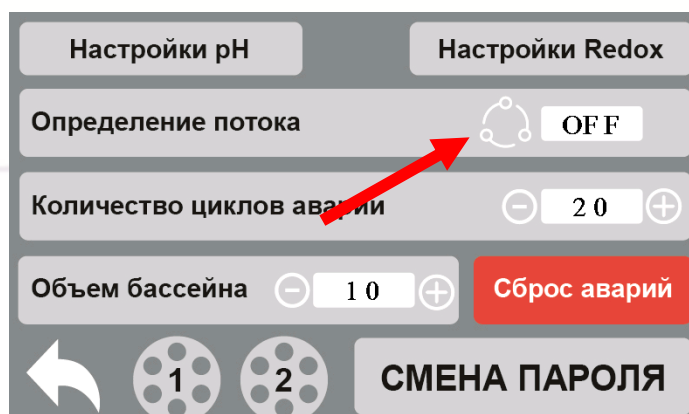 Настройки pH
Настройки Redox
Определение потока
OFF
Количество циклов аварии
20
Объем бассейна
10
Сброс аварий
1
2
СМЕНА ПАРОЛЯ